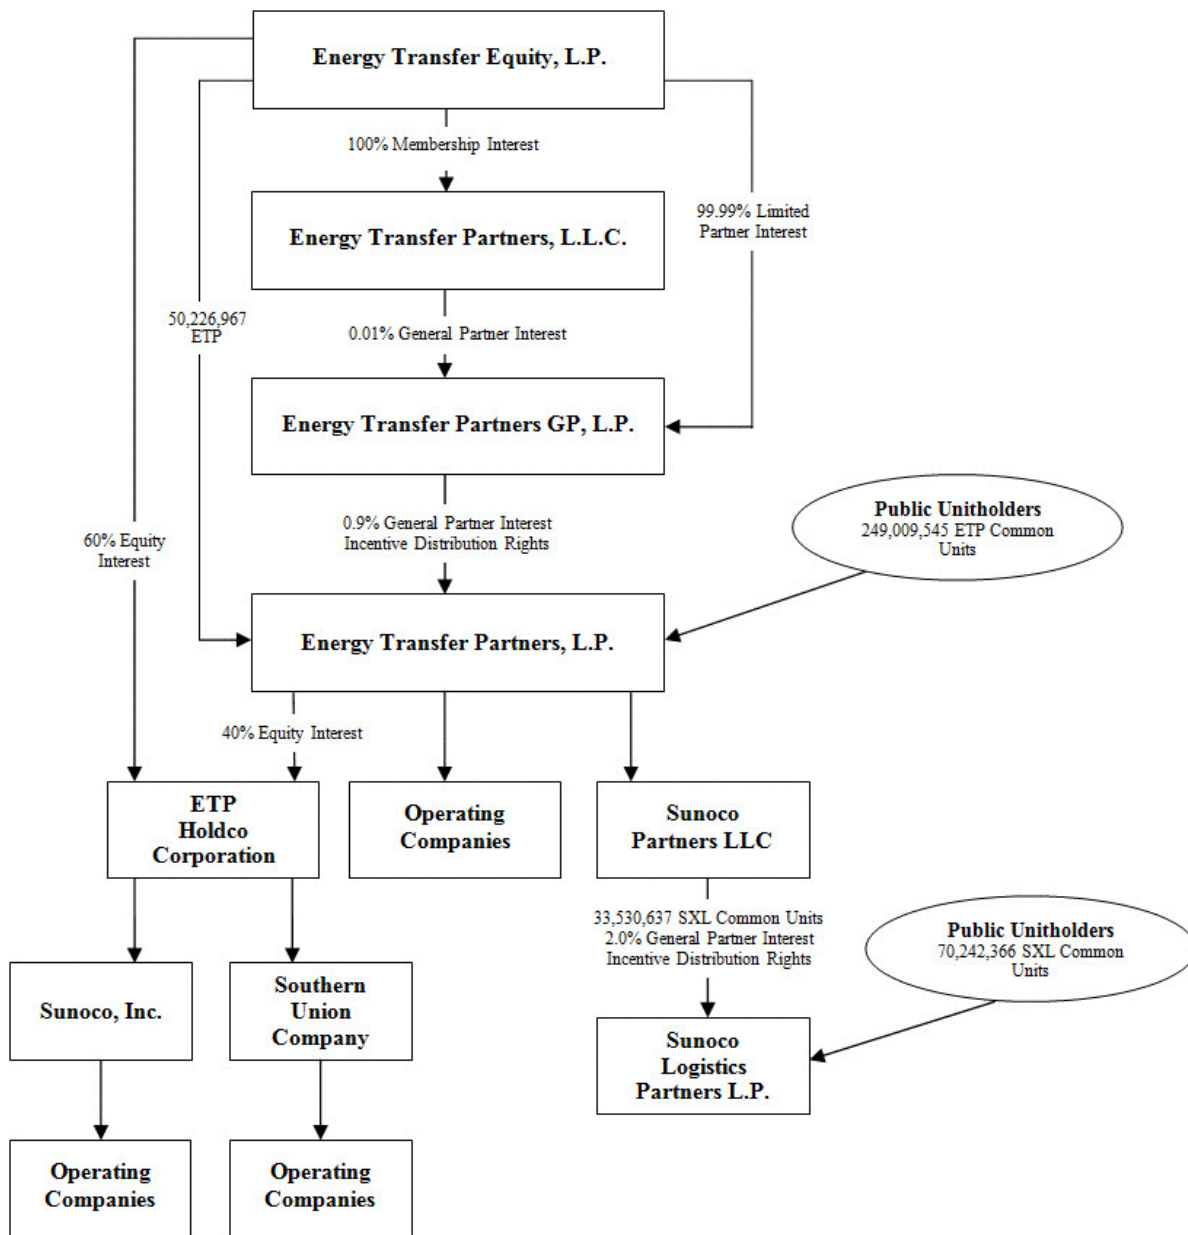 Energy Transfer Equity, L.P.
100% Membership Interest
Energy Transfer Partners, L.L.C.
99.99% Limited
Partner Interest
50,226,967
ETP
0.01% General Partner Interest
Energy Transfer Partners GP, L.P.
60% Equity
Interest
0.9% General Partner Interest
Incentive Distribution Rights
Public Unitholders
249,009,545 ETP Common
Units
Energy Transfer Partners, L.P.
40% Equity Interest
ETP
Holdco
Corporation
Operating
Companies
Sunoco
Partners LLC
33,530,637 SXL Common Units
2.0% General Partner Interest
Incentive Distribution Rights
Public Unitholders
70,242,366 SXL Common
Units
Sunoco, Inc.
Southern
Union
Company
Sunoco
Logistics
Partners L.P.
Operating
Companies
Operating
Companies